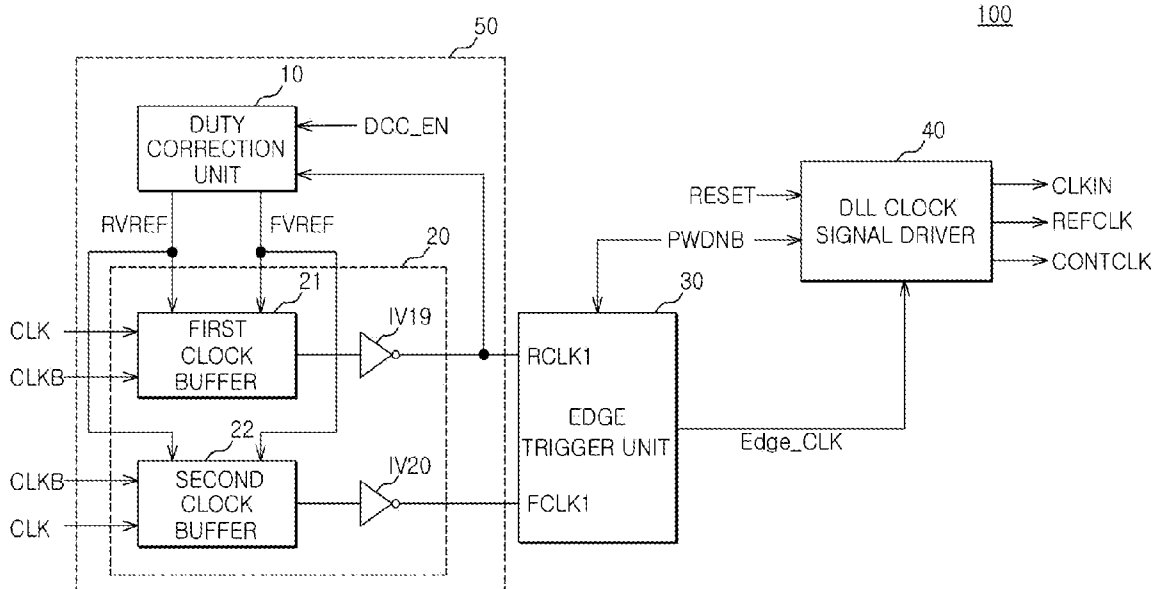 100
50
10
DUTY
CORRECTION
UNIT
DCC_EN
40
RESET
DLL CLOCK
SIGNAL DRIVER
CLKIN
REFCLK
CONTCLK
RVREF
FVREF
PWDNB
20
30
21
IV19
CLK
CLKB
FIRST
CLOCK
BUFFER
RCLK1
EDGE
TRIGGER UNIT
Edge_CLK
22
IV20
CLKB
CLK
SECOND
CLOCK
BUFFER
FCLK1